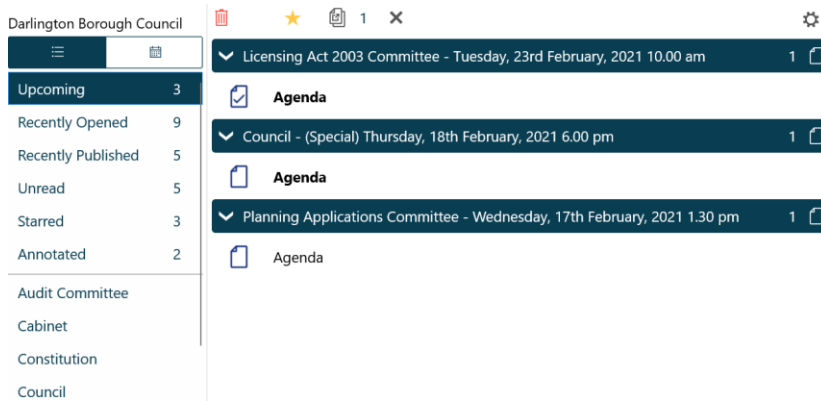 Darlington Borough Council
1
Upcoming 3
Recently Opened 9
Recently Published 5
Unread 5
Starred 3
Annotated 2
Audit Committee
Cabinet
Constitution
Council
Licensing Act 2003 Committee - Tuesday, 23rd February, 2021 10.00 am 1
Agenda
Council - (Special) Thursday, 18th February, 2021 6.00 pm 1
Agenda
Planning Applications Committee - Wednesday, 17th February, 2021 1.30 pm 1
Agenda